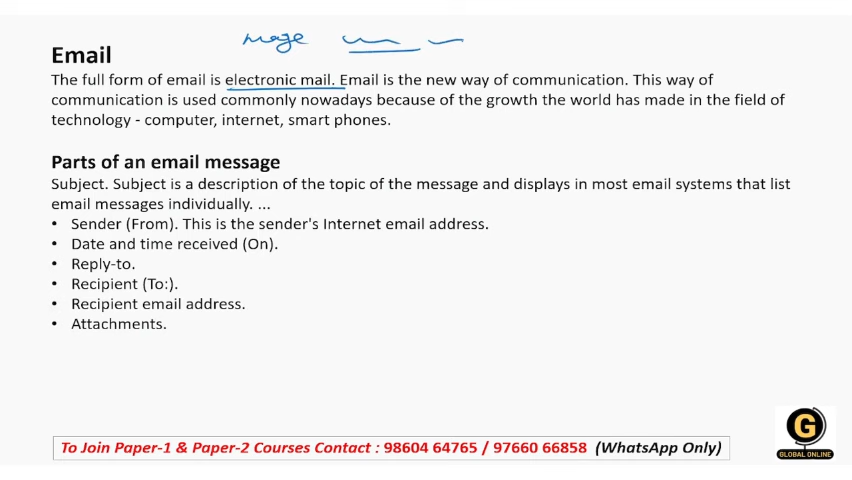 Email
The full form of email is electronic mail. Email is the new way of communication. This way of
communication is used commonly nowadays because of the growth the world has made in the field of
technology - computer, internet, smart phones.
Parts of an email message
Subject. Subject is a description of the topic of the message and displays in most email systems that list
email messages individually. ...
• Sender (From). This is the sender's Internet email address.
• Date and time received (On).
• Reply-to.
• Recipient (To:).
• Recipient email address.
• Attachments.
To Join Paper-1 & Paper-2 Courses Contact : 98604 64765 / 97660 66858 (WhatsApp Only)
G
GLOBAL ONLINE